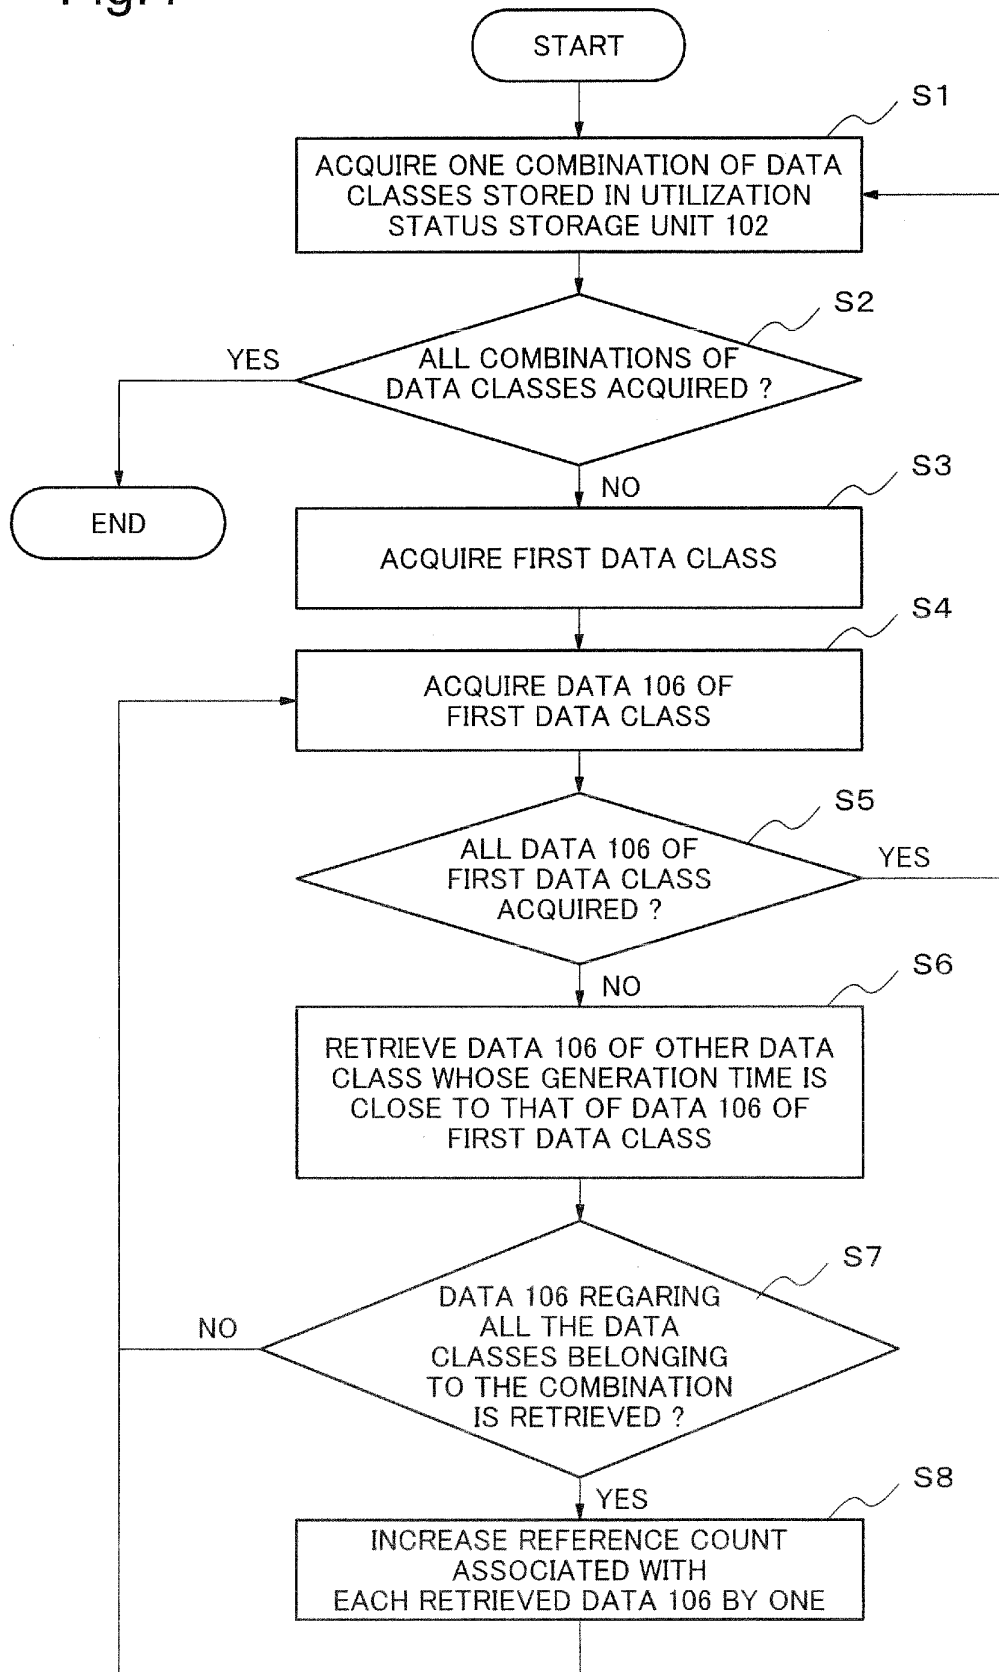 START
S1
ACQUIRE ONE COMBINATION OF DATA
CLASSES STORED IN UTILIZATION
STATUS STORAGE UNIT 102
S2
YES
ALL COMBINATIONS OF
DATA CLASSES ACQUIRED ?
S3
NO
END
ACQUIRE FIRST DATA CLASS
S4
ACQUIRE DATA 106 OF
FIRST DATA CLASS
S5
ALL DATA 106 OF
FIRST DATA CLASS
ACQUIRED ?
YES
S6
NO
RETRIEVE DATA 106 OF OTHER DATA
CLASS WHOSE GENERATION TIME IS
CLOSE TO THAT OF DATA 106 OF
FIRST DATA CLASS
S7
NO
DATA 106 REGARING
ALL THE DATA
CLASSES BELONGING
TO THE COMBINATION
IS RETRIEVED ?
S8
YES
INCREASE REFERENCE COUNT
ASSOCIATED WITH
EACH RETRIEVED DATA 106 BY ONE